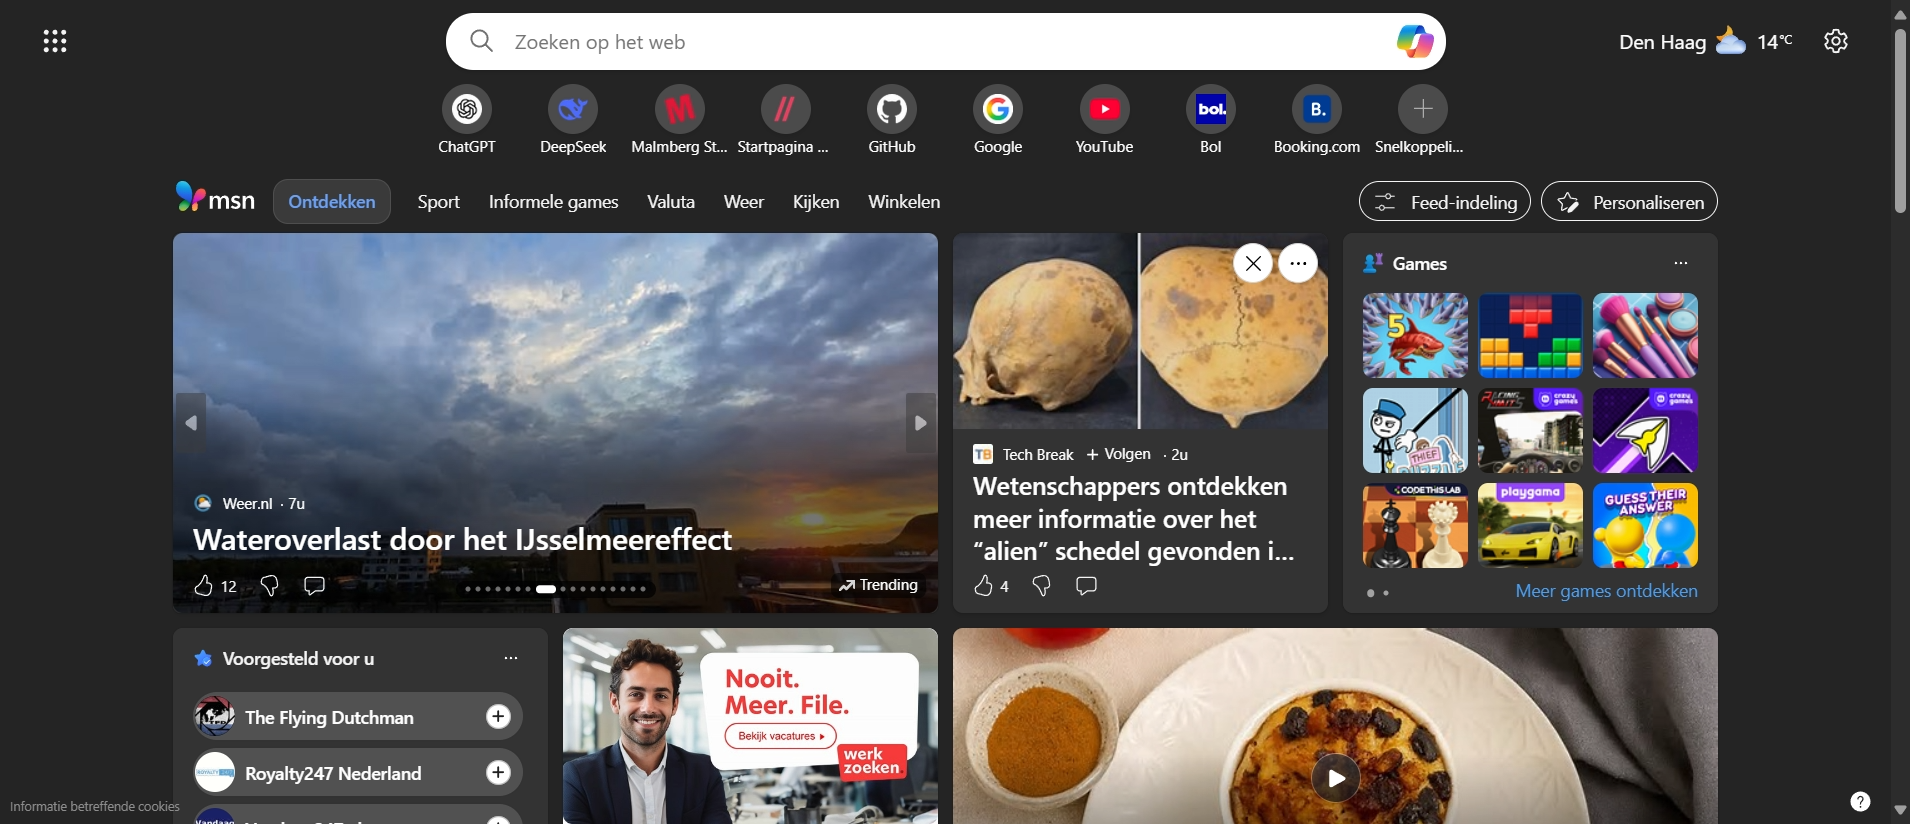 Zoeken op het web
Den Haag
14°C
ChatGPT
DeepSeek
Malmberg St...
Startpagina ...
GitHub
Google
YouTube
bol.
Bol
B.
Booking.com
Snelkoppeli...
msn
Ontdekken
Sport
Informele games
Valuta
Weer
Kijken
Winkelen
Feed-indeling
Personaliseren
Weer.nl · 7u
Wateroverlast door het IJsselmeereffect
12
Trending
TB
Tech Break
+ Volgen
· 2u
Wetenschappers ontdekken
meer informatie over het
“alien” schedel gevonden i...
4
Games
5
crazy
games
crazy
games
THIEF
CODETHISLAB
playgama
GUESS THEIR
ANSWER
Meer games ontdekken
Voorgesteld voor u
The Flying Dutchman
Royalty247 Nederland
Nooit.
Meer. File.
Bekijk vacatures
werk
zoeken.
Informatie betreffende cookies
?